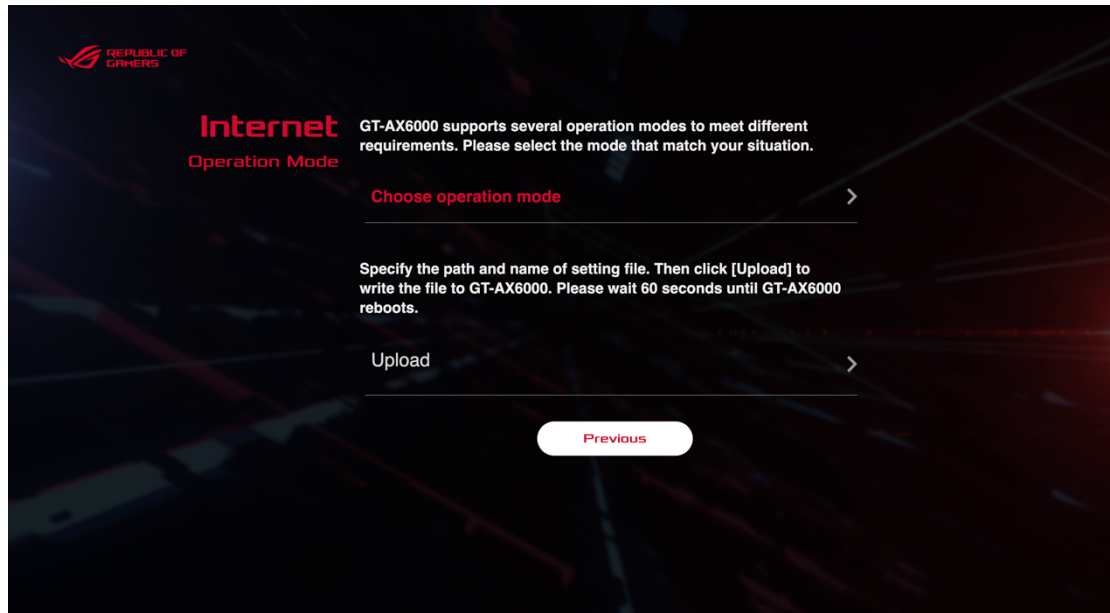 REPUBLIC OF
GAMERS
Internet
Operation Mode
GT-AX6000 supports several operation modes to meet different
requirements. Please select the mode that match your situation.
Choose operation mode
Specify the path and name of setting file. Then click [Upload] to
write the file to GT-AX6000. Please wait 60 seconds until GT-AX6000
reboots.
Upload
Previous